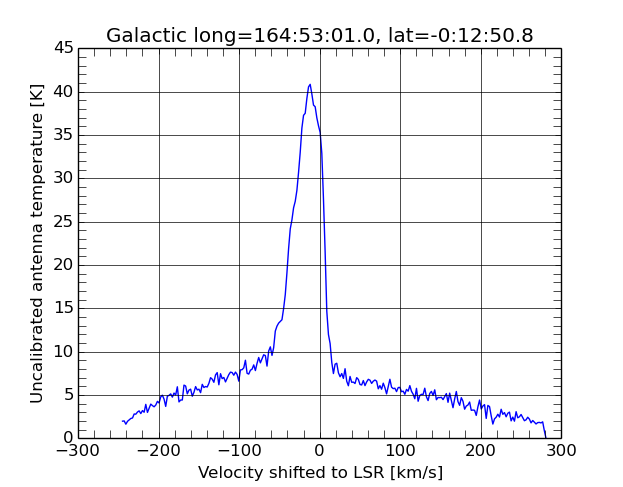 Galactic long=164:53:01.0, lat=-0:12:50.8
45
40
35
30
25
20
15
10
5
0
Uncalibrated antenna temperature [K]
−300 −200 −100 0 100 200 300
Velocity shifted to LSR [km/s]